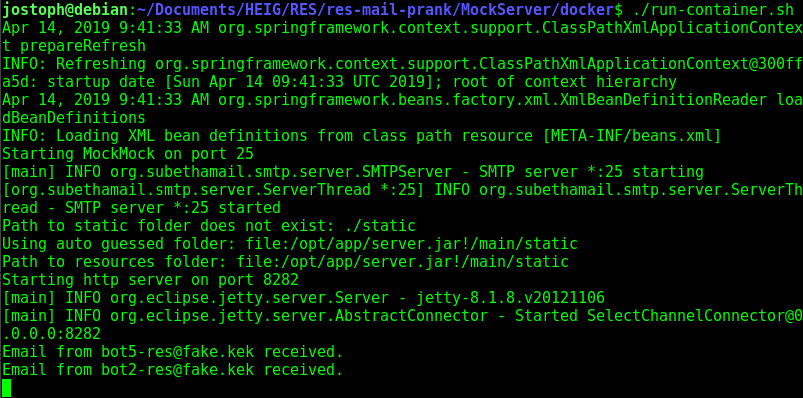 jostoph@debian:~/Documents/HEIG/RES/res-mail-prank/MockServer/docker$ ./run-container.sh
Apr 14, 2019 9:41:33 AM org.springframework.context.support.ClassPathXmlApplicationContex
t prepareRefresh
INFO: Refreshing org.springframework.context.support.ClassPathXmlApplicationContext@300ff
a5d: startup date [Sun Apr 14 09:41:33 UTC 2019]; root of context hierarchy
Apr 14, 2019 9:41:33 AM org.springframework.beans.factory.xml.XmlBeanDefinitionReader loa
dBeanDefinitions
INFO: Loading XML bean definitions from class path resource [META-INF/beans.xml]
Starting MockMock on port 25
[main] INFO org.subethamail.smtp.server.SMTPServer - SMTP server *:25 starting
[org.subethamail.smtp.server.ServerThread *:25] INFO org.subethamail.smtp.server.ServerTh
read - SMTP server *:25 started
Path to static folder does not exist: ./static
Using auto guessed folder: file:/opt/app/server.jar!/main/static
Path to resources folder: file:/opt/app/server.jar!/main/static
Starting http server on port 8282
[main] INFO org.eclipse.jetty.server.Server - jetty-8.1.8.v20121106
[main] INFO org.eclipse.jetty.server.AbstractConnector - Started SelectChannelConnector@0
.0.0.0:8282
Email from bot5-res@fake.kek received.
Email from bot2-res@fake.kek received.